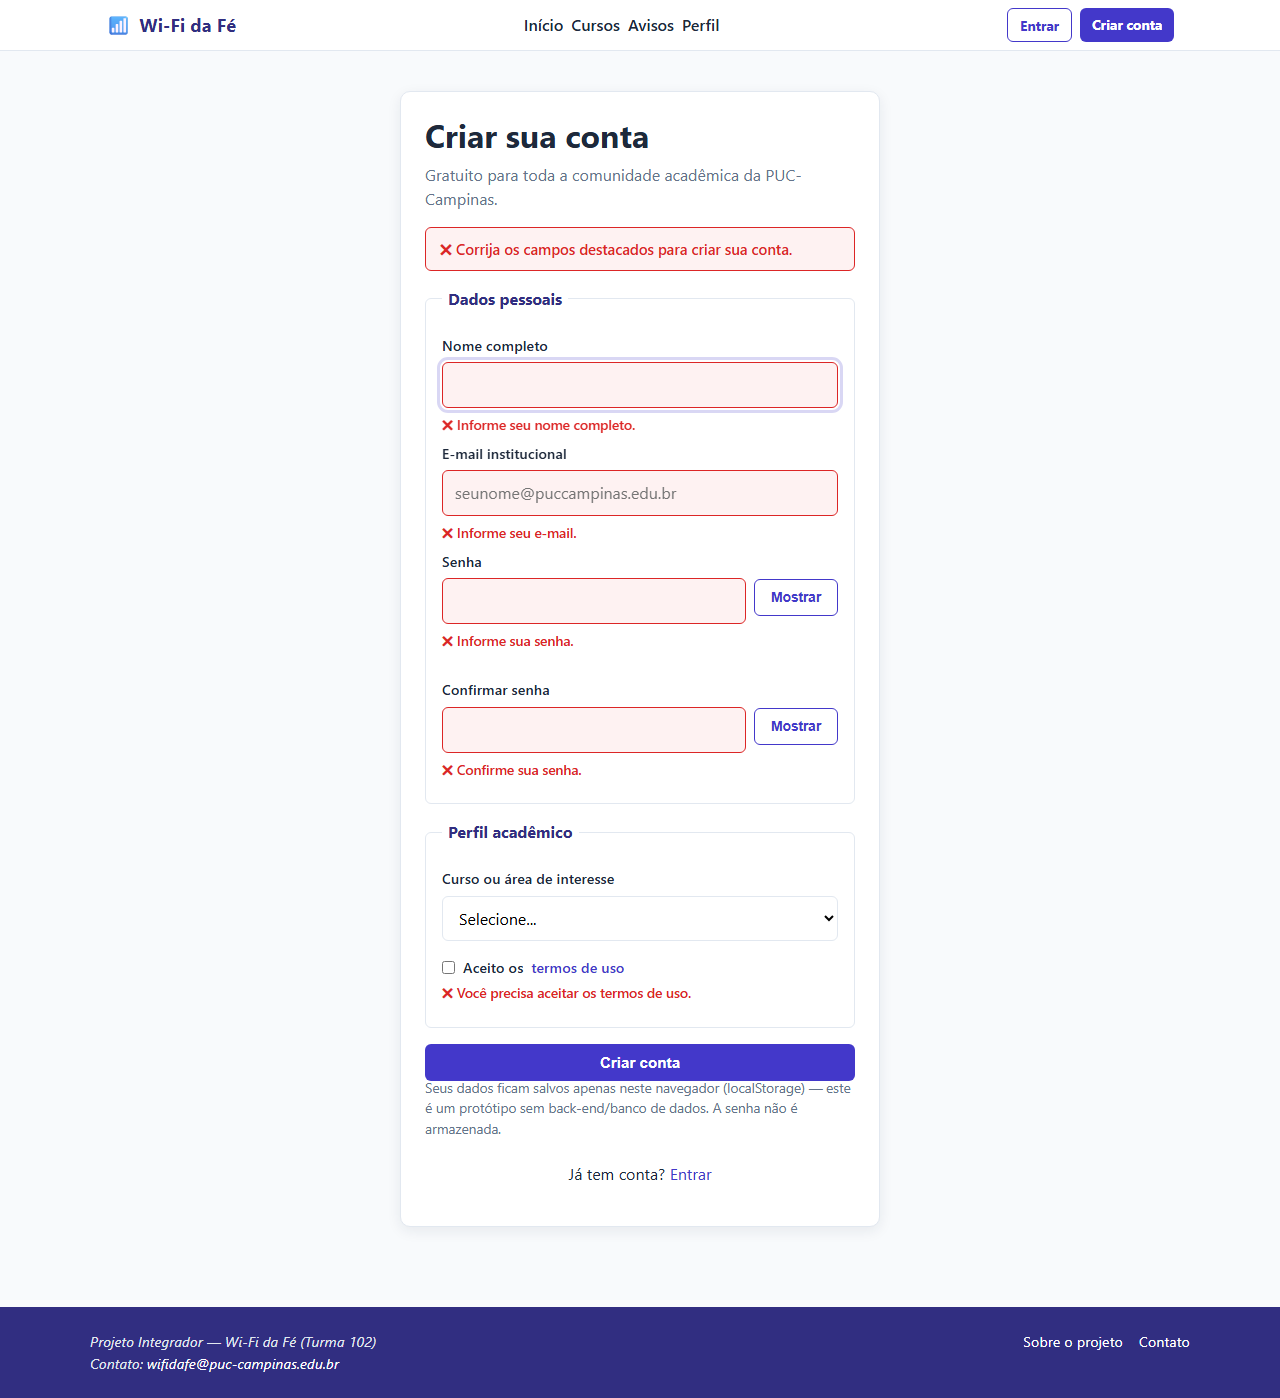 Wi-Fi da Fé
Início Cursos Avisos Perfil
Entrar
Criar conta
Criar sua conta
Gratuito para toda a comunidade acadêmica da PUC-
Campinas.
❌ Corrija os campos destacados para criar sua conta.
Dados pessoais
Nome completo
❌ Informe seu nome completo.
E-mail institucional
seunome@puccampinas.edu.br
❌ Informe seu e-mail.
Senha
Mostrar
❌ Informe sua senha.
Confirmar senha
Mostrar
❌ Confirme sua senha.
Perfil acadêmico
Curso ou área de interesse
Selecione...
Aceito os termos de uso
❌ Você precisa aceitar os termos de uso.
Criar conta
Seus dados ficam salvos apenas neste navegador (localStorage) — este
é um protótipo sem back-end/banco de dados. A senha não é
armazenada.
Já tem conta? Entrar
Projeto Integrador — Wi-Fi da Fé (Turma 102)
Contato: wifidafe@puc-campinas.edu.br
Sobre o projeto Contato